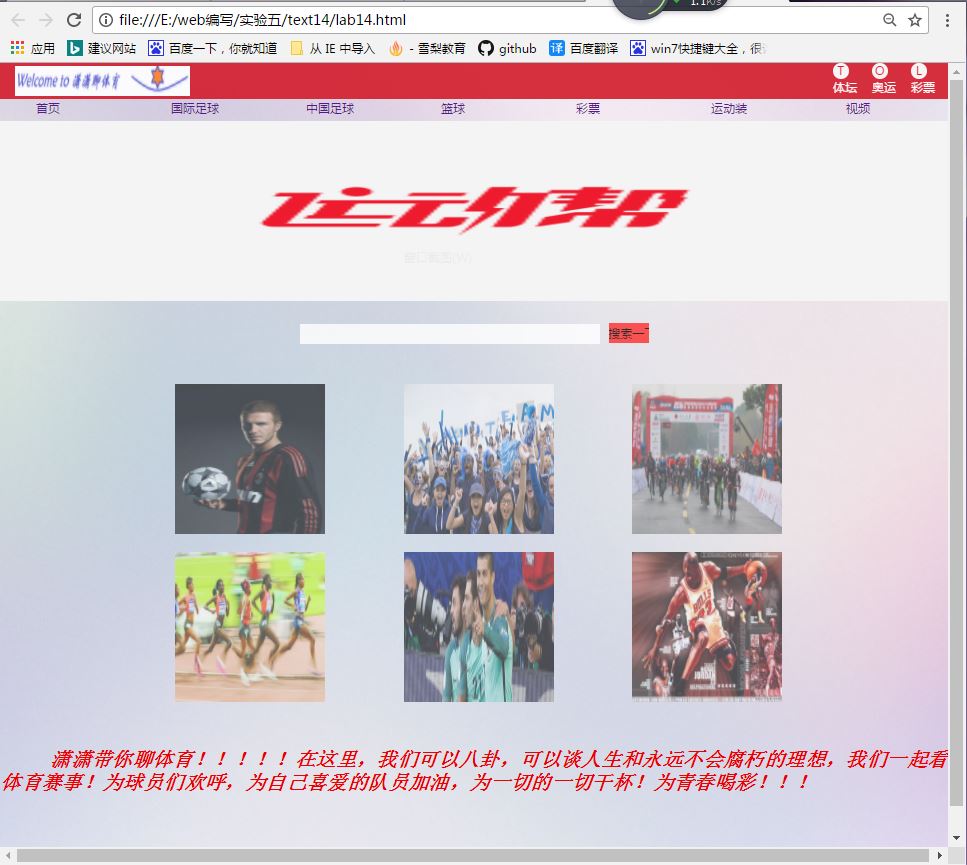 1.1K/s
file:///E:/web编写/实验五/text14/lab14.html
应用 建议网站 百度一下，你就知道 从 IE 中导入 - 雪梨教育 github 百度翻译 win7快捷键大全，很
Welcome to 潇潇聊体育
T O L
体坛 奥运 彩票
首页 国际足球 中国足球 篮球 彩票 运动装 视频
运动帮
窗口截图(W)
搜索一
BULLS
潇潇带你聊体育！！！！！在这里，我们可以八卦，可以谈人生和永远不会腐朽的理想，我们一起看
体育赛事！为球员们欢呼，为自己喜爱的队员加油，为一切的一切干杯！为青春喝彩！！！